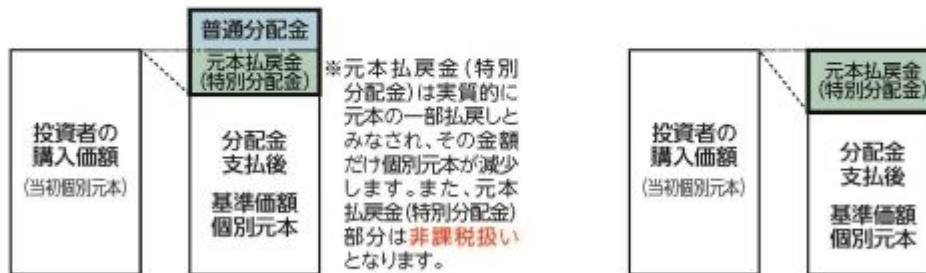 普通分配金
元本払戻金
(特別分配金)
投資者の
購入価額
(当初個別元本)
分配金
支払後
基準価額
個別元本
※元本払戻金(特別
分配金)は実質的に
元本の一部払戻しと
みなされ、その金額
だけ個別元本が減少
します。また、元本
払戻金(特別分配金)
部分は非課税扱い
となります。
投資者の
購入価額
(当初個別元本)
元本払戻金
(特別分配金)
分配金
支払後
基準価額
個別元本